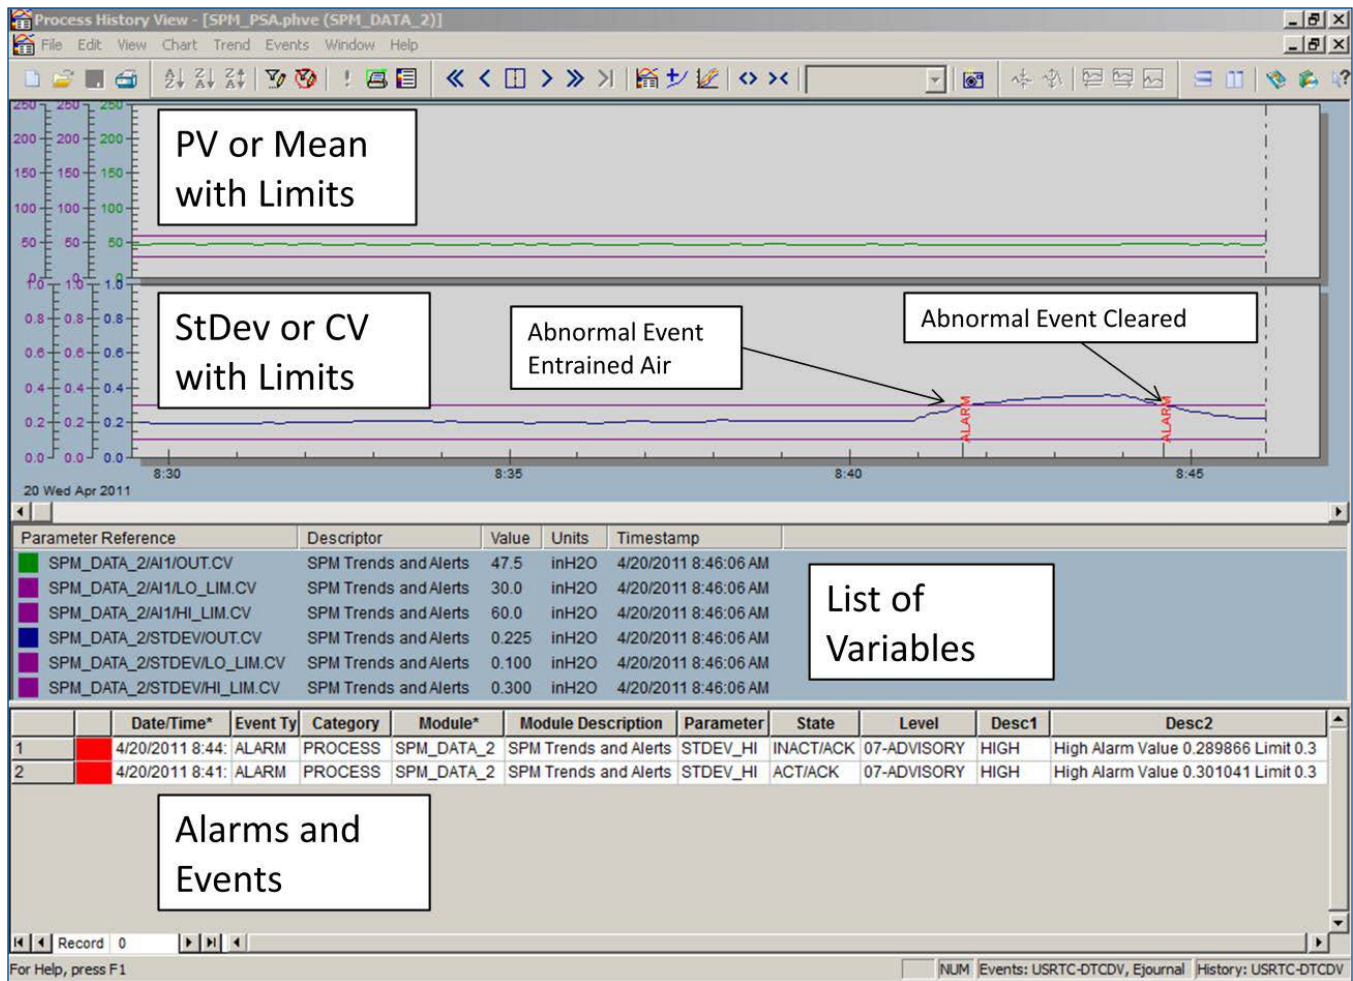 Process History View - [SPM_PSA.phve (SPM_DATA_2)]
File Edit View Chart Trend Events Window Help
250 250 250
200 200 200
150 150 150
100 100 100
50 50 50
0 0 0
PV or Mean
with Limits
1.0 1.0 1.0
0.8 0.8 0.8
0.6 0.6 0.6
0.4 0.4 0.4
0.2 0.2 0.2
0.0 0.0 0.0
StDev or CV
with Limits
Abnormal Event
Entrained Air
Abnormal Event Cleared
ALARM ALARM
8:30 8:35 8:40 8:45
20 Wed Apr 2011
Parameter Reference Descriptor Value Units Timestamp
SPM_DATA_2/AI1/OUT.CV SPM Trends and Alerts 47.5 inH2O 4/20/2011 8:46:06 AM
SPM_DATA_2/AI1/LO_LIM.CV SPM Trends and Alerts 30.0 inH2O 4/20/2011 8:46:06 AM
SPM_DATA_2/AI1/HI_LIM.CV SPM Trends and Alerts 60.0 inH2O 4/20/2011 8:46:06 AM
SPM_DATA_2/STDEV/OUT.CV SPM Trends and Alerts 0.225 inH2O 4/20/2011 8:46:06 AM
SPM_DATA_2/STDEV/LO_LIM.CV SPM Trends and Alerts 0.100 inH2O 4/20/2011 8:46:06 AM
SPM_DATA_2/STDEV/HI_LIM.CV SPM Trends and Alerts 0.300 inH2O 4/20/2011 8:46:06 AM
List of
Variables
Date/Time* Event Ty Category Module* Module Description Parameter State Level Desc1 Desc2
1 4/20/2011 8:44: ALARM PROCESS SPM_DATA_2 SPM Trends and Alerts STDEV_HI INACT/ACK 07-ADVISORY HIGH High Alarm Value 0.289866 Limit 0.3
2 4/20/2011 8:41: ALARM PROCESS SPM_DATA_2 SPM Trends and Alerts STDEV_HI ACT/ACK 07-ADVISORY HIGH High Alarm Value 0.301041 Limit 0.3
Alarms and
Events
Record 0
For Help, press F1 NUM Events: USRTC-DTCDV, Ejournal History: USRTC-DTCDV